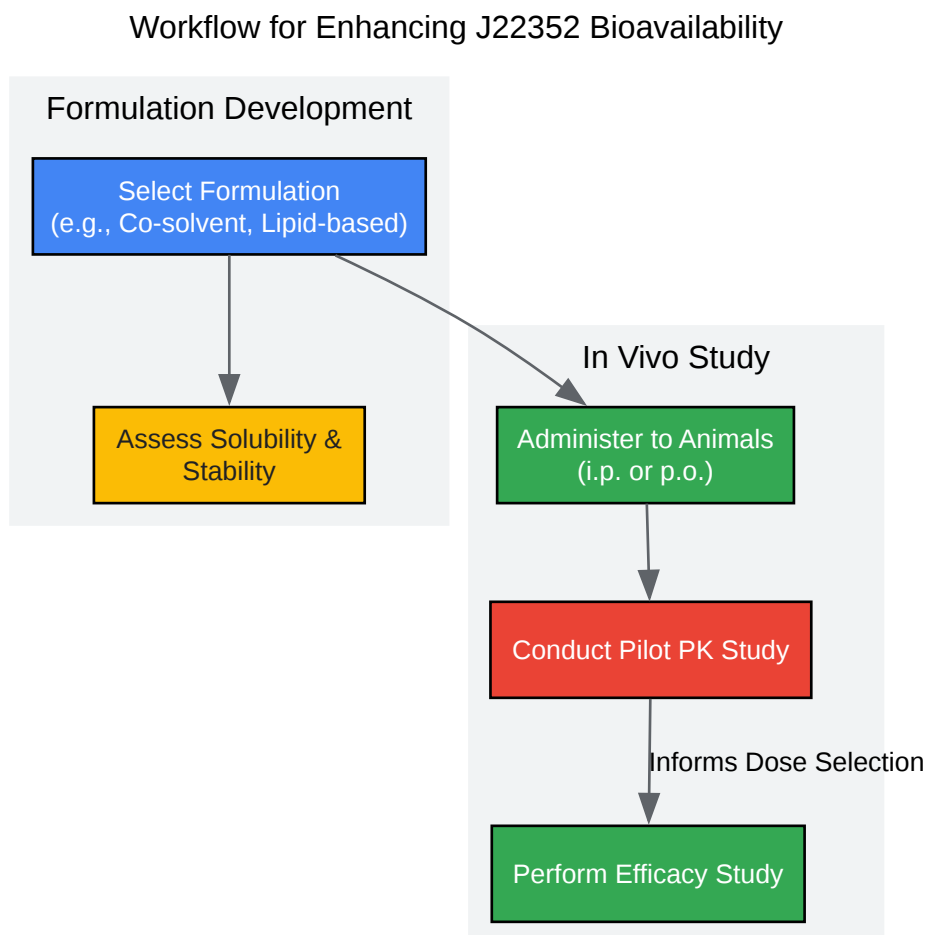 Workflow for Enhancing J22352 Bioavailability
Formulation Development
Select Formulation
(e.g., Co-solvent, Lipid-based)
Assess Solubility &
Stability
In Vivo Study
Administer to Animals
(i.p. or p.o.)
Conduct Pilot PK Study
Informs Dose Selection
Perform Efficacy Study